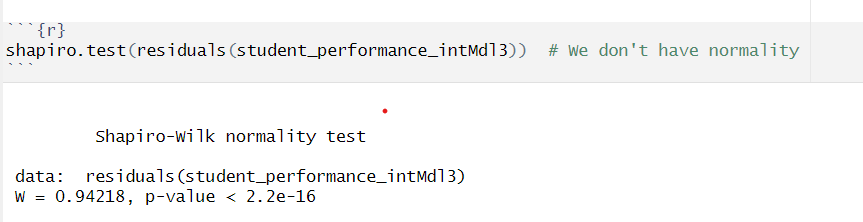 ```{r}
shapiro.test(residuals(student_performance_intMdl3))  # We don't have normality
```
Shapiro-Wilk normality test
data:  residuals(student_performance_intMdl3)
W = 0.94218, p-value < 2.2e-16